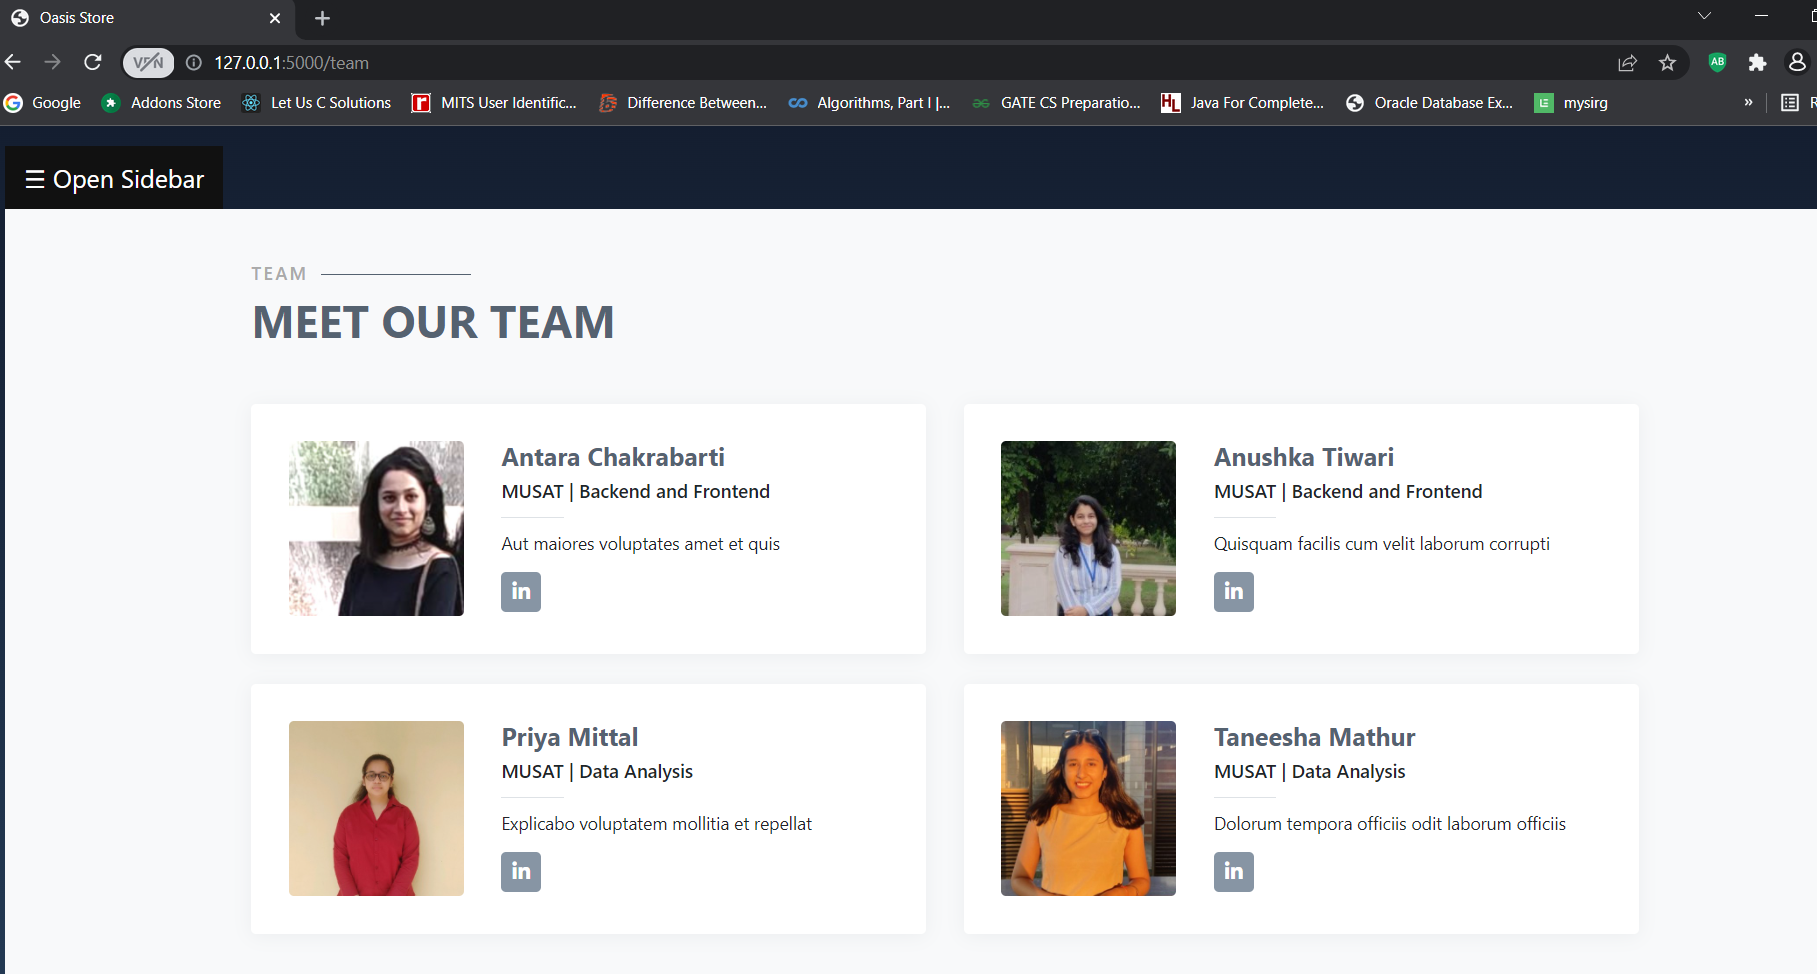 Oasis Store
VPN
127.0.0.1:5000/team
AB
Google
Addons Store
Let Us C Solutions
MITS User Identific...
Difference Between...
Algorithms, Part I |...
GATE CS Preparatio...
HL Java For Complete...
Oracle Database Ex...
LE mysirg
»
R
☰ Open Sidebar
TEAM
MEET OUR TEAM
Antara Chakrabarti
MUSAT | Backend and Frontend
Aut maiores voluptates amet et quis
in
Anushka Tiwari
MUSAT | Backend and Frontend
Quisquam facilis cum velit laborum corrupti
in
Priya Mittal
MUSAT | Data Analysis
Explicabo voluptatem mollitia et repellat
in
Taneesha Mathur
MUSAT | Data Analysis
Dolorum tempora officiis odit laborum officiis
in